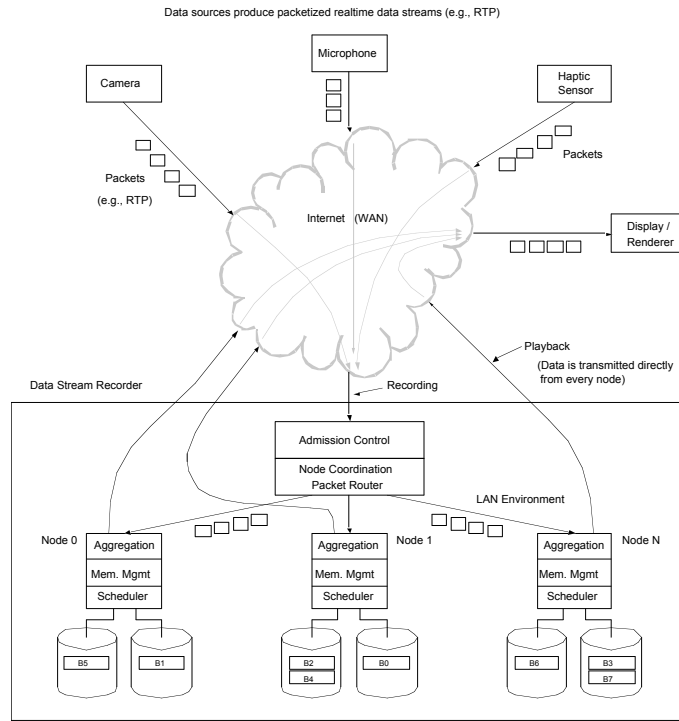 Data sources produce packetized realtime data streams (e.g., RTP)
Microphone
Camera
Haptic
Sensor
Packets
(e.g., RTP)
Packets
Internet (WAN)
Display /
Renderer
Playback
(Data is transmitted directly
from every node)
Data Stream Recorder
Recording
Admission Control
Node Coordination
Packet Router
LAN Environment
Node 0
Aggregation
Mem. Mgmt
Scheduler
Node 1
Aggregation
Mem. Mgmt
Scheduler
Node N
Aggregation
Mem. Mgmt
Scheduler
B5
B1
B2
B4
B0
B6
B3
B7